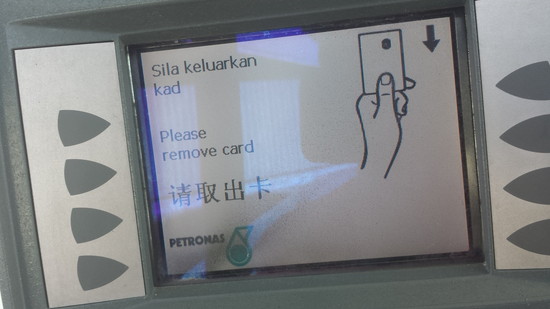 Sila keluarkan
kad
Please
remove card
请取出卡
PETRONAS